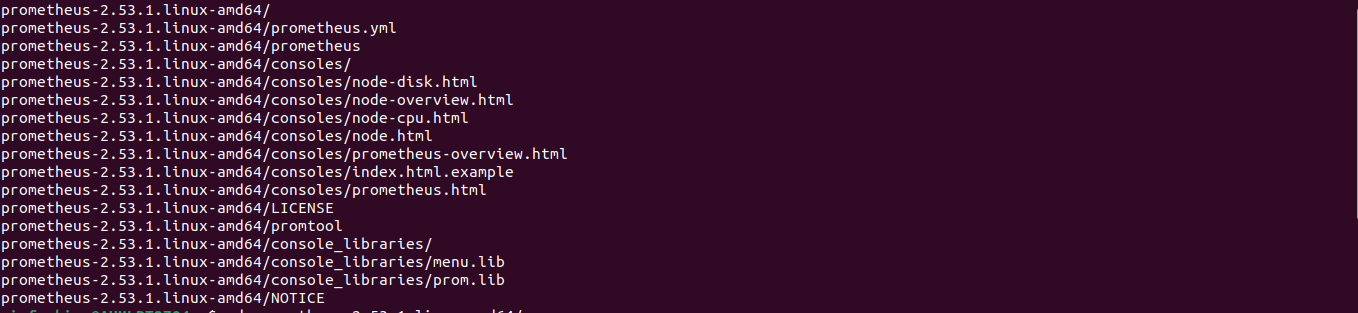 prometheus-2.53.1.linux-amd64/
prometheus-2.53.1.linux-amd64/prometheus.yml
prometheus-2.53.1.linux-amd64/prometheus
prometheus-2.53.1.linux-amd64/consoles/
prometheus-2.53.1.linux-amd64/consoles/node-disk.html
prometheus-2.53.1.linux-amd64/consoles/node-overview.html
prometheus-2.53.1.linux-amd64/consoles/node-cpu.html
prometheus-2.53.1.linux-amd64/consoles/node.html
prometheus-2.53.1.linux-amd64/consoles/prometheus-overview.html
prometheus-2.53.1.linux-amd64/consoles/index.html.example
prometheus-2.53.1.linux-amd64/consoles/prometheus.html
prometheus-2.53.1.linux-amd64/LICENSE
prometheus-2.53.1.linux-amd64/promtool
prometheus-2.53.1.linux-amd64/console_libraries/
prometheus-2.53.1.linux-amd64/console_libraries/menu.lib
prometheus-2.53.1.linux-amd64/console_libraries/prom.lib
prometheus-2.53.1.linux-amd64/NOTICE